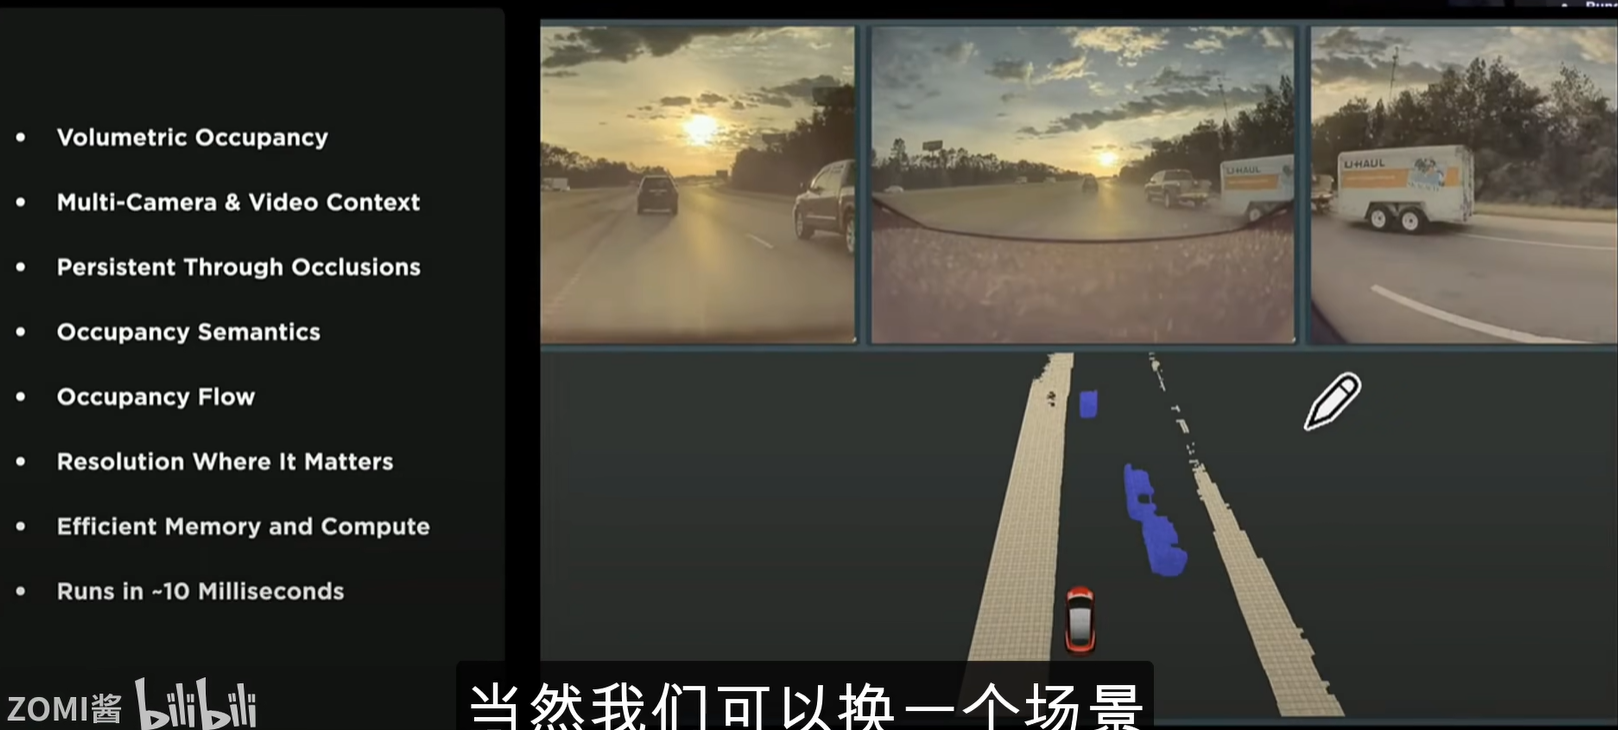 • Volumetric Occupancy
• Multi-Camera & Video Context
• Persistent Through Occlusions
• Occupancy Semantics
• Occupancy Flow
• Resolution Where It Matters
• Efficient Memory and Compute
• Runs in ~10 Milliseconds
U-HAUL
U-HAUL
ZOMI酱 bilibili
当然我们可以换一个场景